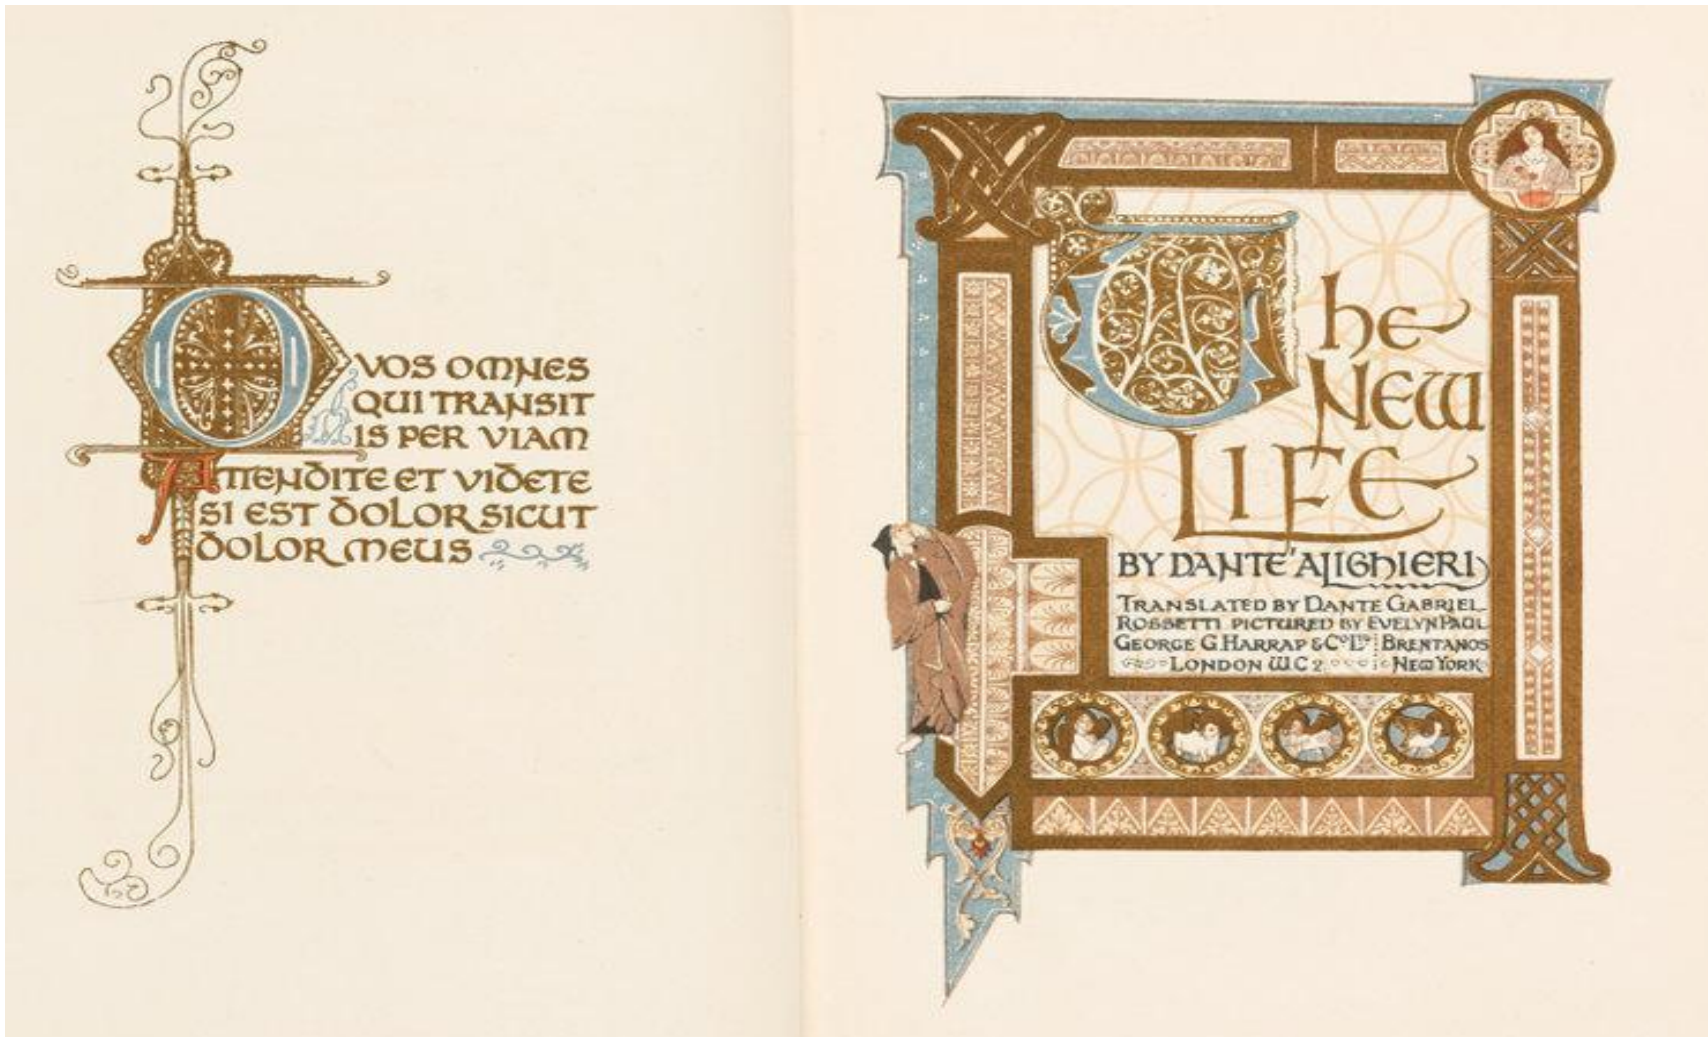 O VOS OMNES
QUI TRANSIT
IS PER VIAM
ATTENDITE ET VIDETE
SI EST DOLOR SICUT
DOLOR MEUS
The
NEW
LIFE
BY DANTE ALIGHIERI
TRANSLATED BY DANTE GABRIEL
ROSSETTI PICTURED BY EVELYN PAUL
GEORGE G. HARRAP & Co LTD BRENTANOS
LONDON W C 2 NEW YORK